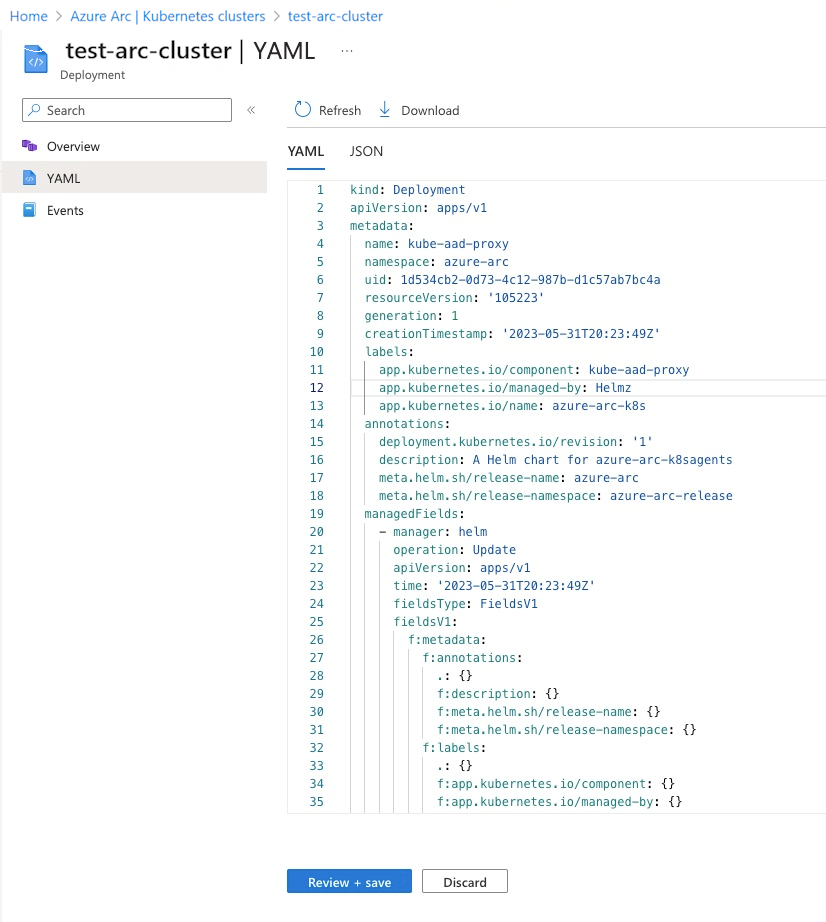 Home > Azure Arc | Kubernetes clusters > test-arc-cluster
test-arc-cluster | YAML ...
Deployment
Search «
Refresh Download
Overview
YAML
Events
YAML JSON
1 kind: Deployment
2 apiVersion: apps/v1
3 metadata:
4 name: kube-aad-proxy
5 namespace: azure-arc
6 uid: 1d534cb2-0d73-4c12-987b-d1c57ab7bc4a
7 resourceVersion: '105223'
8 generation: 1
9 creationTimestamp: '2023-05-31T20:23:49Z'
10 labels:
11 app.kubernetes.io/component: kube-aad-proxy
12 app.kubernetes.io/managed-by: Helmz
13 app.kubernetes.io/name: azure-arc-k8s
14 annotations:
15 deployment.kubernetes.io/revision: '1'
16 description: A Helm chart for azure-arc-k8sagents
17 meta.helm.sh/release-name: azure-arc
18 meta.helm.sh/release-namespace: azure-arc-release
19 managedFields:
20 - manager: helm
21 operation: Update
22 apiVersion: apps/v1
23 time: '2023-05-31T20:23:49Z'
24 fieldsType: FieldsV1
25 fieldsV1:
26 f:metadata:
27 f:annotations:
28 .: {}
29 f:description: {}
30 f:meta.helm.sh/release-name: {}
31 f:meta.helm.sh/release-namespace: {}
32 f:labels:
33 .: {}
34 f:app.kubernetes.io/component: {}
35 f:app.kubernetes.io/managed-by: {}
Review + save Discard